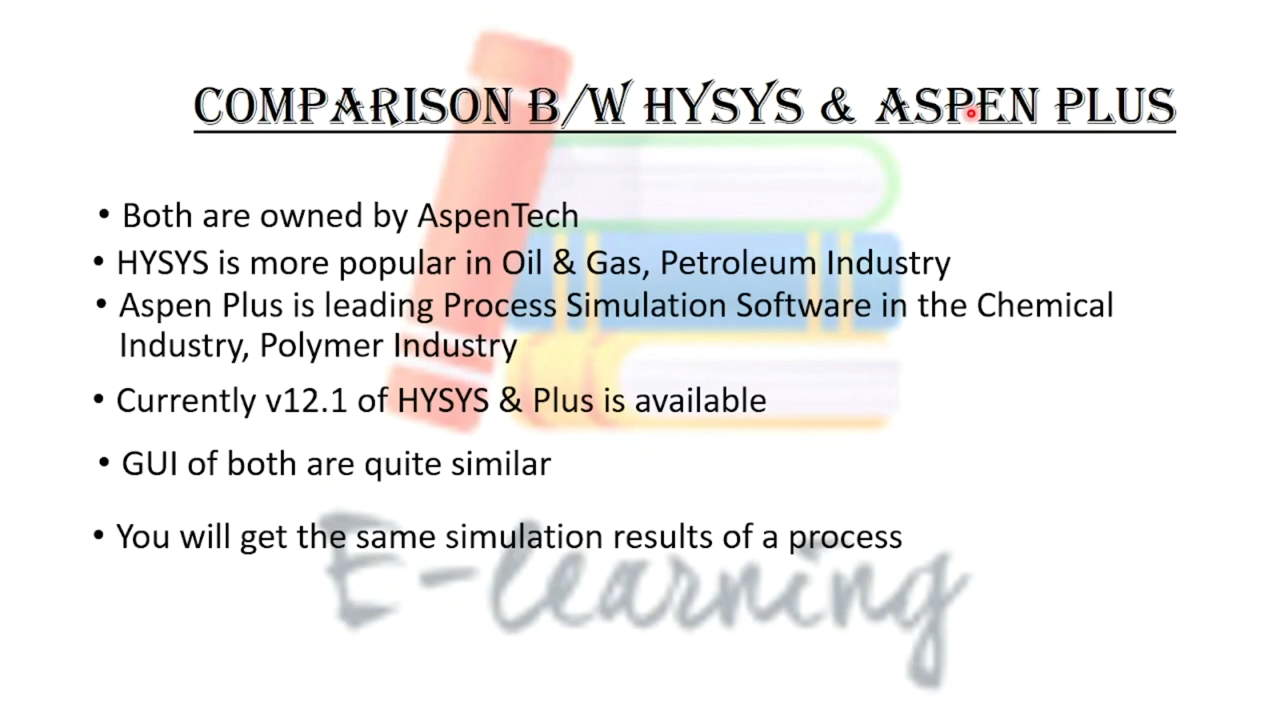 COMPARISON B/W HYSYS & ASPEN PLUS
• Both are owned by AspenTech
• HYSYS is more popular in Oil & Gas, Petroleum Industry
• Aspen Plus is leading Process Simulation Software in the Chemical
Industry, Polymer Industry
• Currently v12.1 of HYSYS & Plus is available
• GUI of both are quite similar
• You will get the same simulation results of a process
E-learning